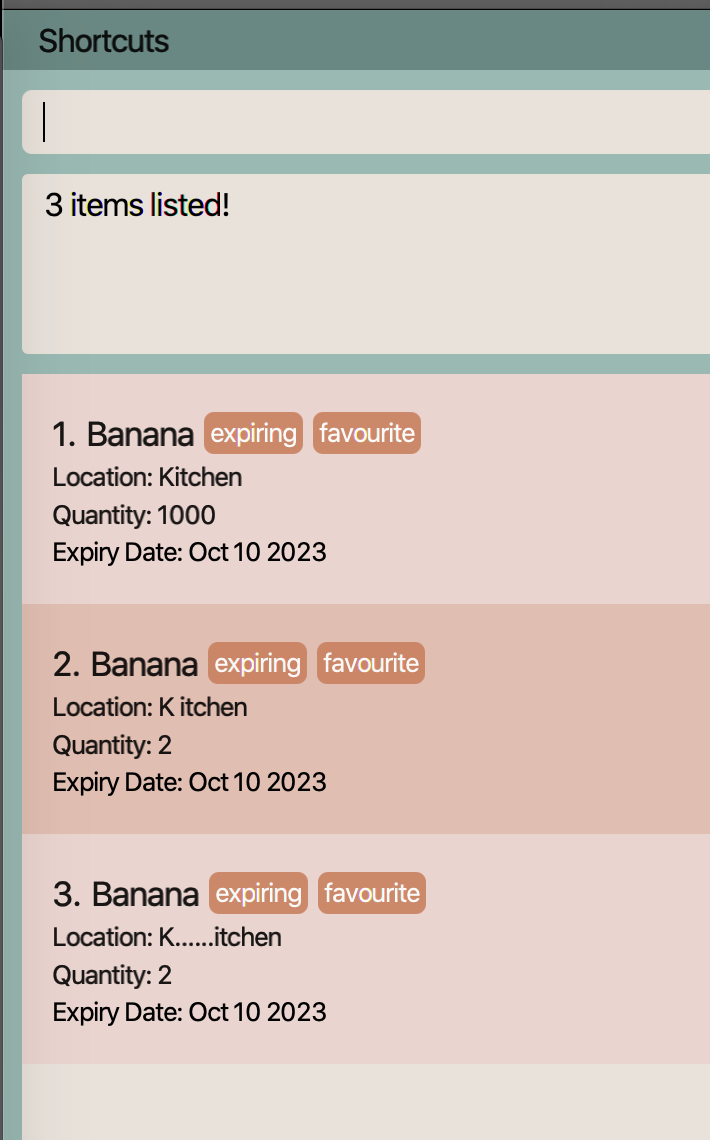 Shortcuts
3 items listed!
1. Banana expiring favourite
Location: Kitchen
Quantity: 1000
Expiry Date: Oct 10 2023
2. Banana expiring favourite
Location: K itchen
Quantity: 2
Expiry Date: Oct 10 2023
3. Banana expiring favourite
Location: K......itchen
Quantity: 2
Expiry Date: Oct 10 2023